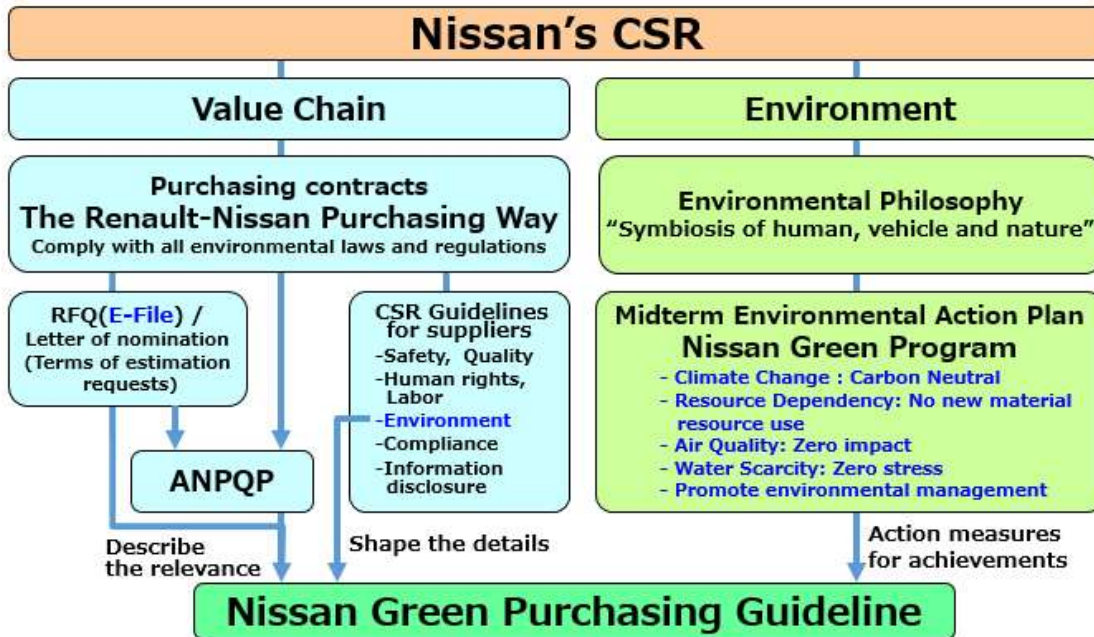 Nissan’s CSR
Value Chain
Purchasing contracts
The Renault-Nissan Purchasing Way
Comply with all environmental laws and regulations
RFQ(E-File) /
Letter of nomination
(Terms of estimation
requests)
ANPQP
CSR Guidelines
for suppliers
-Safety, Quality
-Human rights,
Labor
-Environment
-Compliance
-Information
disclosure
Describe
the relevance
Shape the details
Environment
Environmental Philosophy
“Symbiosis of human, vehicle and nature”
Midterm Environmental Action Plan
Nissan Green Program
- Climate Change : Carbon Neutral
- Resource Dependency: No new material
resource use
- Air Quality: Zero impact
- Water Scarcity: Zero stress
- Promote environmental management
Action measures
for achievements
Nissan Green Purchasing Guideline